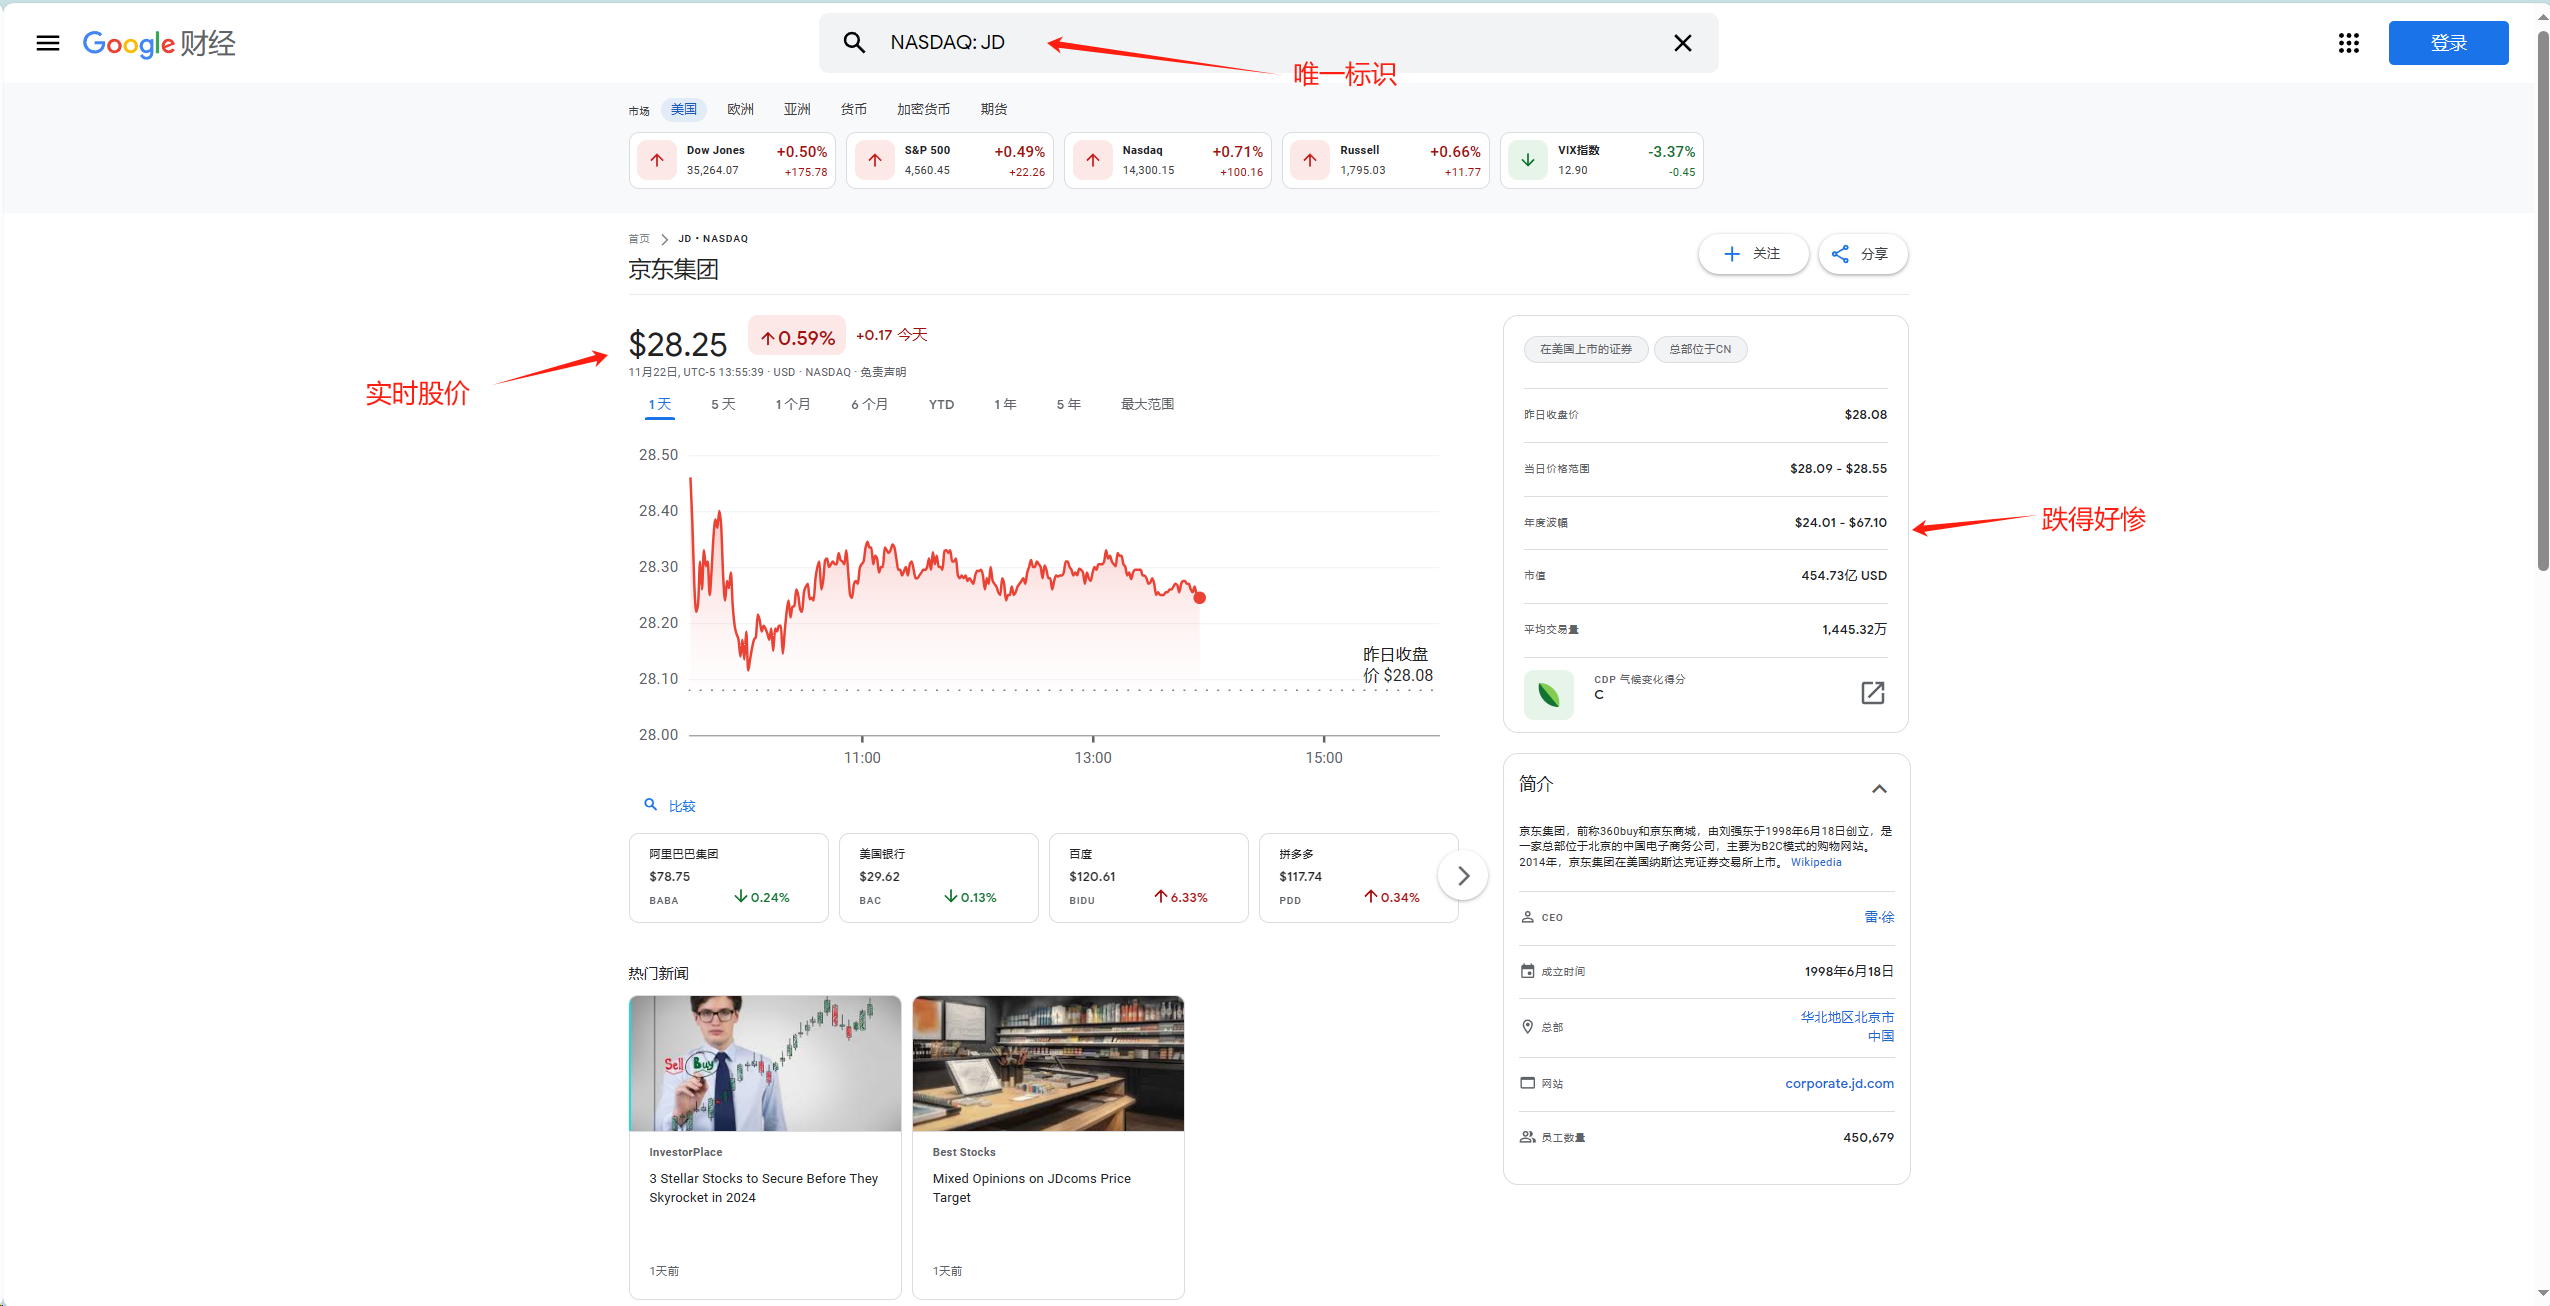 Google 财经
NASDAQ: JD
登录
唯一标识
市场 美国 欧洲 亚洲 货币 加密货币 期货
Dow Jones +0.50%
35,264.07 +175.78
S&P 500 +0.49%
4,560.45 +22.26
Nasdaq +0.71%
14,300.15 +100.16
Russell +0.66%
1,795.03 +11.77
VIX指数 -3.37%
12.90 -0.45
首页 JD • NASDAQ
京东集团
关注
分享
$28.25 0.59% +0.17 今天
实时股价
11月22日, UTC-5 13:55:39 · USD · NASDAQ · 免责声明
1 天 5 天 1 个月 6 个月 YTD 1 年 5 年 最大范围
28.50
28.40
28.30
28.20
28.10
28.00
昨日收盘
价 $28.08
11:00 13:00 15:00
在美国上市的证券 总部位于CN
昨日收盘价 $28.08
当日价格范围 $28.09 - $28.55
年度波幅 $24.01 - $67.10
跌得好惨
市值 454.73亿 USD
平均交易量 1,445.32万
CDP 气候变化得分
C
比较
阿里巴巴集团
$78.75
BABA 0.24%
美国银行
$29.62
BAC 0.13%
百度
$120.61
BIDU 6.33%
拼多多
$117.74
PDD 0.34%
简介
京东集团，前称360buy和京东商城，由刘强东于1998年6月18日创立，是
一家总部位于北京的中国电子商务公司，主要为B2C模式的购物网站。
2014年，京东集团在美国纳斯达克证券交易所上市。 Wikipedia
CEO 雷·徐
成立时间 1998年6月18日
总部 华北地区北京市
中国
网站 corporate.jd.com
员工数量 450,679
热门新闻
Sell Buy
InvestorPlace
3 Stellar Stocks to Secure Before They
Skyrocket in 2024
1天前
Best Stocks
Mixed Opinions on JDcoms Price
Target
1天前